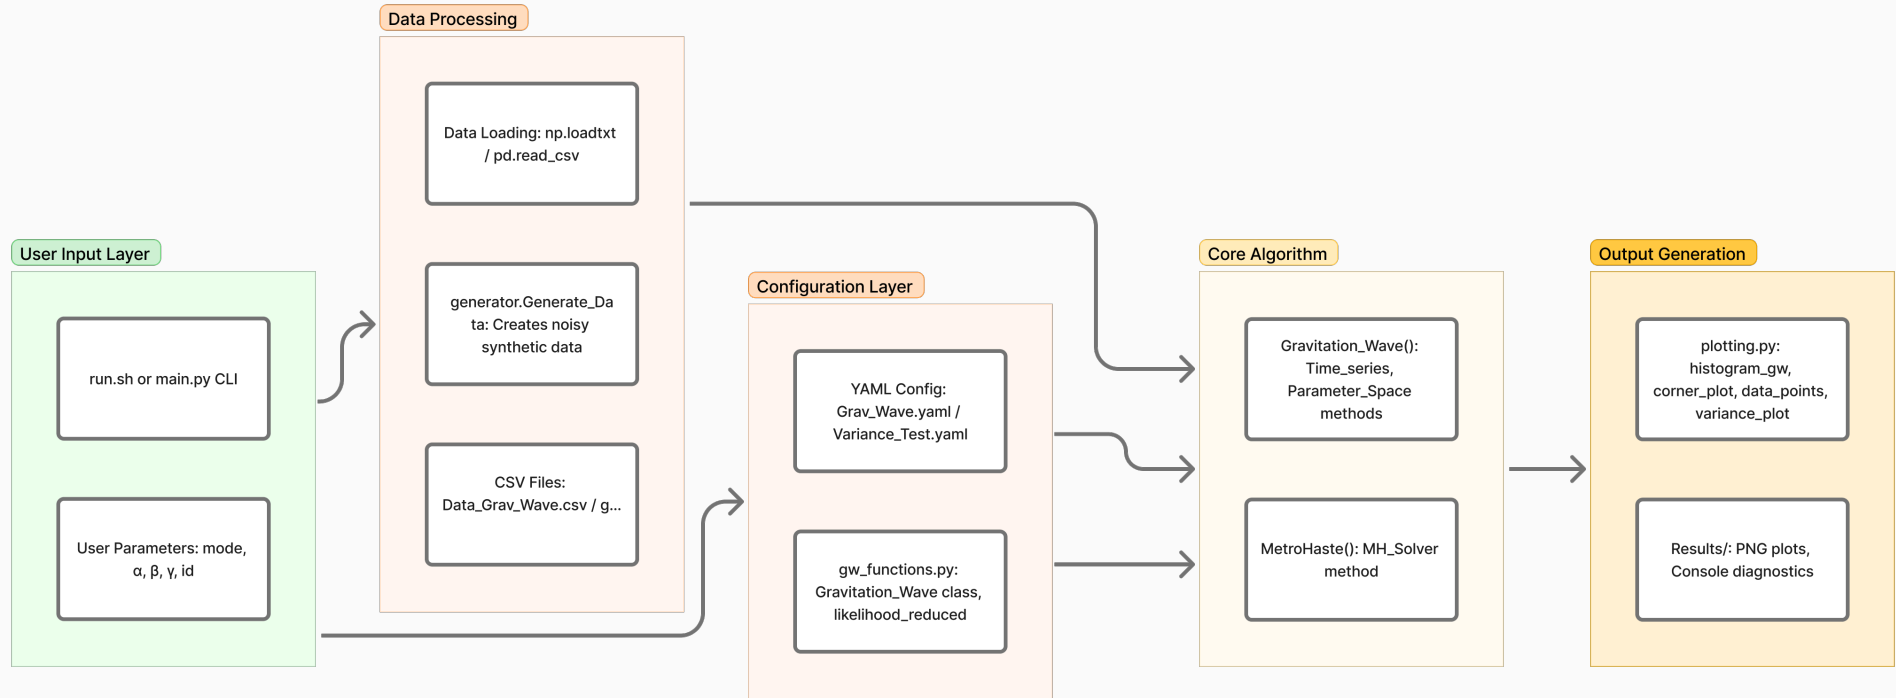 Data Processing
Data Loading: np.loadtxt
/ pd.read_csv
generator.Generate_Da
ta: Creates noisy
synthetic data
CSV Files:
Data_Grav_Wave.csv / g...
User Input Layer
run.sh or main.py CLI
User Parameters: mode,
α, β, γ, id
Configuration Layer
YAML Config:
Grav_Wave.yaml /
Variance_Test.yaml
gw_functions.py:
Gravitation_Wave class,
likelihood_reduced
Core Algorithm
Gravitation_Wave():
Time_series,
Parameter_Space
methods
MetroHaste(): MH_Solver
method
Output Generation
plotting.py:
histogram_gw,
corner_plot, data_points,
variance_plot
Results/: PNG plots,
Console diagnostics